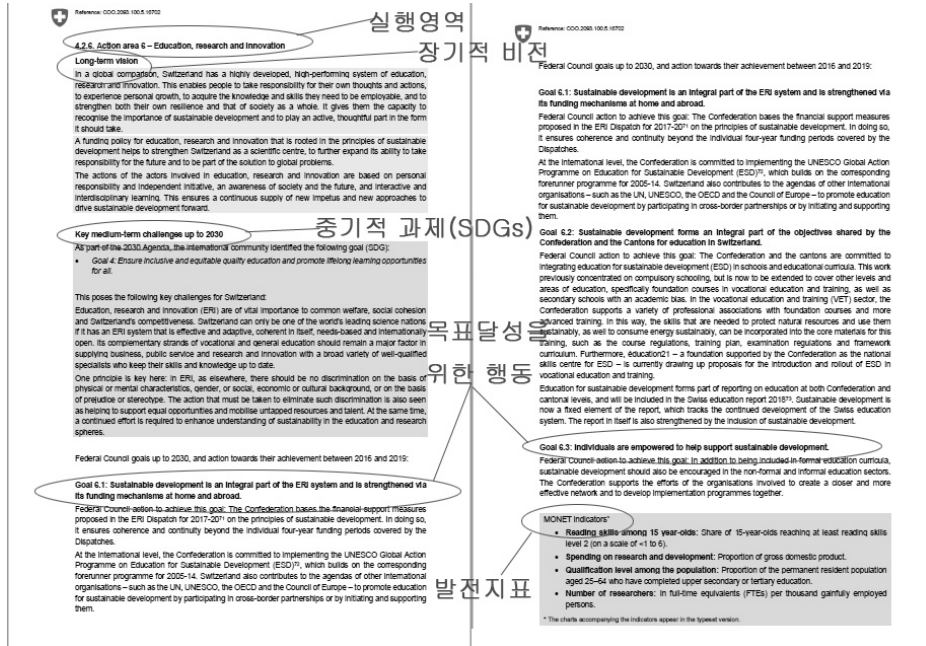 Reference: COO.2093.100.5.16702
4.2.6. Action area 6 – Education, research and innovation
Long-term vision
In a global comparison, Switzerland has a highly developed, high-performing system of education,
research and innovation. This enables people to take responsibility for their own thoughts and actions,
to experience personal growth, to acquire the knowledge and skills they need to be employable, and to
strengthen both their own resilience and that of society as a whole. It gives them the capacity to
recognise the importance of sustainable development and to play an active, thoughtful part in the form
it should take.
A funding policy for education, research and innovation that is rooted in the principles of sustainable
development helps to strengthen Switzerland as a scientific centre, to further expand its ability to take
responsibility for the future and to be part of the solution to global problems.
The actions of the actors involved in education, research and innovation are based on personal
responsibility and independent initiative, an awareness of society and the future, and interactive and
interdisciplinary learning. This ensures a continuous supply of new impetus and new approaches to
drive sustainable development forward.
Key medium-term challenges up to 2030
As part of the 2030 Agenda, the international community identified the following goal (SDG):
• Goal 4: Ensure inclusive and equitable quality education and promote lifelong learning opportunities
for all.
This poses the following key challenges for Switzerland:
Education, research and innovation (ERI) are of vital importance to common welfare, social cohesion
and Switzerland's competitiveness. Switzerland can only be one of the world's leading science nations
if it has an ERI system that is effective and adaptive, coherent in itself, needs-based and internationally
open. Its complementary strands of vocational and general education should remain a major factor in
supplying business, public service and research and innovation with a broad variety of well-qualified
specialists who keep their skills and knowledge up to date.
One principle is key here: in ERI, as elsewhere, there should be no discrimination on the basis of
physical or mental characteristics, gender, or social, economic or cultural background, or on the basis
of prejudice or stereotype. The action that must be taken to eliminate such discrimination is also seen
as helping to support equal opportunities and mobilise untapped resources and talent. At the same time,
a continued effort is required to enhance understanding of sustainability in the education and research
spheres.
Federal Council goals up to 2030, and action towards their achievement between 2016 and 2019:
Goal 6.1: Sustainable development is an integral part of the ERI system and is strengthened via
its funding mechanisms at home and abroad.
Federal Council action to achieve this goal: The Confederation bases the financial support measures
proposed in the ERI Dispatch for 2017-20⁷¹ on the principles of sustainable development. In doing so,
it ensures coherence and continuity beyond the individual four-year funding periods covered by the
Dispatches.
At the international level, the Confederation is committed to implementing the UNESCO Global Action
Programme on Education for Sustainable Development (ESD)⁷², which builds on the corresponding
forerunner programme for 2005-14. Switzerland also contributes to the agendas of other international
organisations – such as the UN, UNESCO, the OECD and the Council of Europe – to promote education
for sustainable development by participating in cross-border partnerships or by initiating and supporting
them.
실행영역
장기적 비전
중기적 과제(SDGs)
목표달성을
위한 행동
발전지표
Reference: COO.2093.100.5.16702
Federal Council goals up to 2030, and action towards their achievement between 2016 and 2019:
Goal 6.1: Sustainable development is an integral part of the ERI system and is strengthened via
its funding mechanisms at home and abroad.
Federal Council action to achieve this goal: The Confederation bases the financial support measures
proposed in the ERI Dispatch for 2017-20⁷¹ on the principles of sustainable development. In doing so,
it ensures coherence and continuity beyond the individual four-year funding periods covered by the
Dispatches.
At the international level, the Confederation is committed to implementing the UNESCO Global Action
Programme on Education for Sustainable Development (ESD)⁷², which builds on the corresponding
forerunner programme for 2005-14. Switzerland also contributes to the agendas of other international
organisations – such as the UN, UNESCO, the OECD and the Council of Europe – to promote education
for sustainable development by participating in cross-border partnerships or by initiating and supporting
them.
Goal 6.2: Sustainable development forms an integral part of the objectives shared by the
Confederation and the Cantons for education in Switzerland.
Federal Council action to achieve this goal: The Confederation and the cantons are committed to
integrating education for sustainable development (ESD) in schools and educational curricula. This work
previously concentrated on compulsory schooling, but is now to be extended to cover other levels and
areas of education, specifically foundation courses in vocational education and training, as well as
secondary schools with an academic bias. In the vocational education and training (VET) sector, the
Confederation supports a variety of professional associations with foundation courses and more
advanced training. In this way, the skills that are needed to protect natural resources and use them
sustainably, as well to consume energy sustainably, can be incorporated into the core materials for this
training, such as the course regulations, training plan, examination regulations and framework
curriculum. Furthermore, éducation21 – a foundation supported by the Confederation as the national
skills centre for ESD – is currently drawing up proposals for the introduction and rollout of ESD in
vocational education and training.
Education for sustainable development forms part of reporting on education at both Confederation and
cantonal levels, and will be included in the Swiss education report 2018⁷³. Sustainable development is
now a fixed element of the report, which tracks the continued development of the Swiss education
system. The report in itself is also strengthened by the inclusion of sustainable development.
Goal 6.3: Individuals are empowered to help support sustainable development.
Federal Council action to achieve this goal: In addition to being included in formal education curricula,
sustainable development should also be encouraged in the non-formal and informal education sectors.
The Confederation supports the efforts of the organisations involved to create a closer and more
effective network and to develop implementation programmes together.
MONET indicators*
• Reading skills among 15 year-olds: Share of 15-year-olds reaching at least reading skills
level 2 (on a scale of <1 to 6).
• Spending on research and development: Proportion of gross domestic product.
• Qualification level among the population: Proportion of the permanent resident population
aged 25–64 who have completed upper secondary or tertiary education.
• Number of researchers: In full-time equivalents (FTEs) per thousand gainfully employed
persons.
* The charts accompanying the indicators appear in the typeset version.